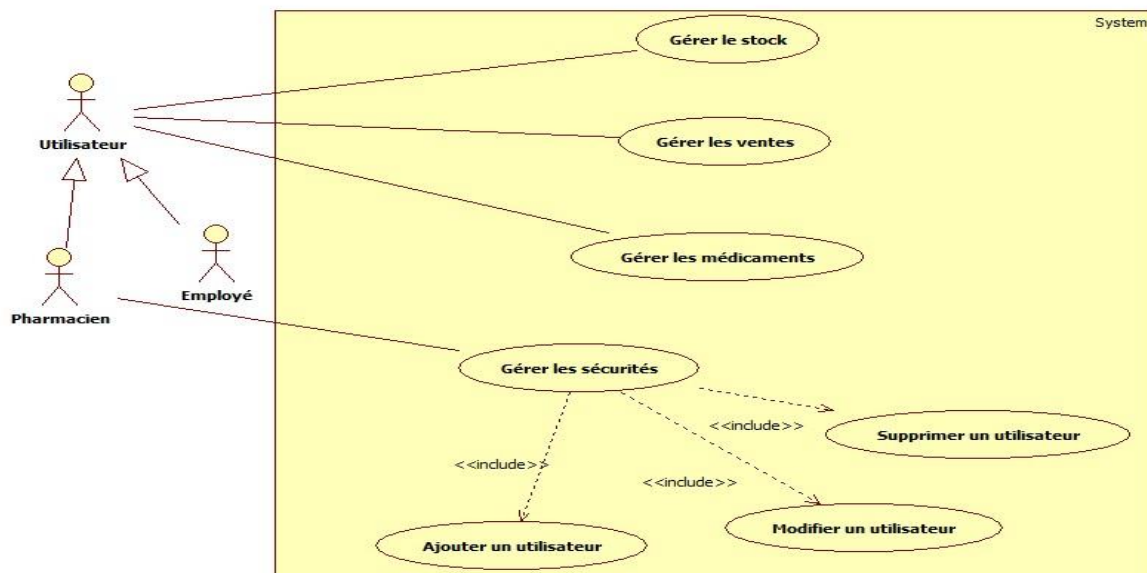 System
Gérer le stock
Utilisateur
Gérer les ventes
Gérer les médicaments
Employé
Pharmacien
Gérer les sécurités
<<include>>
Supprimer un utilisateur
<<include>>
<<include>>
Modifier un utilisateur
Ajouter un utilisateur